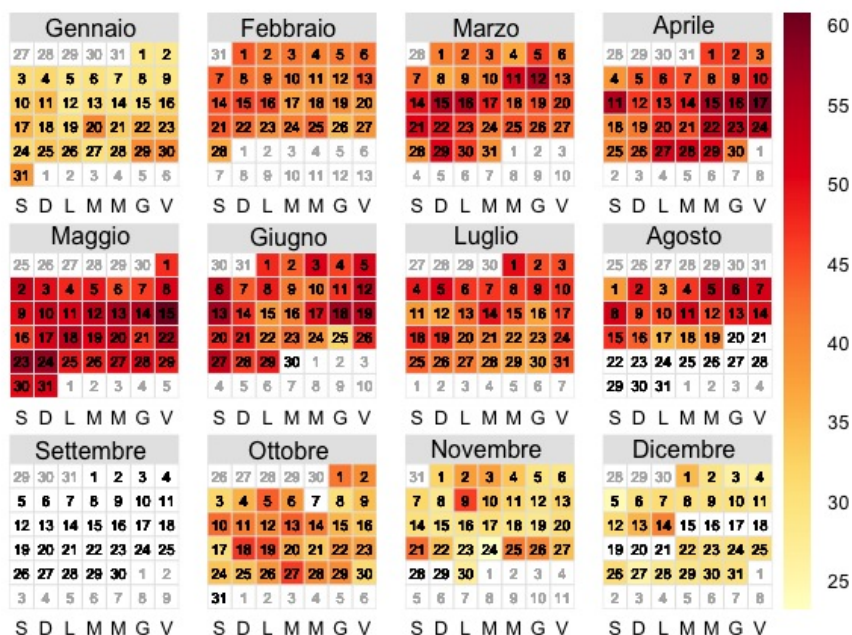 Gennaio
27 28 29 30 31 1 2
3 4 5 6 7 8 9
10 11 12 13 14 15 16
17 18 19 20 21 22 23
24 25 26 27 28 29 30
31 1 2 3 4 5 6
S D L M M G V
Febbraio
31 1 2 3 4 5 6
7 8 9 10 11 12 13
14 15 16 17 18 19 20
21 22 23 24 25 26 27
28 1 2 3 4 5 6
7 8 9 10 11 12 13
S D L M M G V
Marzo
28 1 2 3 4 5 6
7 8 9 10 11 12 13
14 15 16 17 18 19 20
21 22 23 24 25 26 27
28 29 30 31 1 2 3
4 5 6 7 8 9 10
S D L M M G V
Aprile
28 29 30 31 1 2 3
4 5 6 7 8 9 10
11 12 13 14 15 16 17
18 19 20 21 22 23 24
25 26 27 28 29 30 1
2 3 4 5 6 7 8
S D L M M G V
Maggio
25 26 27 28 29 30 1
2 3 4 5 6 7 8
9 10 11 12 13 14 15
16 17 18 19 20 21 22
23 24 25 26 27 28 29
30 31 1 2 3 4 5
S D L M M G V
Giugno
30 31 1 2 3 4 5
6 7 8 9 10 11 12
13 14 15 16 17 18 19
20 21 22 23 24 25 26
27 28 29 30 1 2 3
4 5 6 7 8 9 10
S D L M M G V
Luglio
27 28 29 30 1 2 3
4 5 6 7 8 9 10
11 12 13 14 15 16 17
18 19 20 21 22 23 24
25 26 27 28 29 30 31
1 2 3 4 5 6 7
S D L M M G V
Agosto
25 26 27 28 29 30 31
1 2 3 4 5 6 7
8 9 10 11 12 13 14
15 16 17 18 19 20 21
22 23 24 25 26 27 28
29 30 31 1 2 3 4
S D L M M G V
Settembre
29 30 31 1 2 3 4
5 6 7 8 9 10 11
12 13 14 15 16 17 18
19 20 21 22 23 24 25
26 27 28 29 30 1 2
3 4 5 6 7 8 9
S D L M M G V
Ottobre
26 27 28 29 30 1 2
3 4 5 6 7 8 9
10 11 12 13 14 15 16
17 18 19 20 21 22 23
24 25 26 27 28 29 30
31 1 2 3 4 5 6
S D L M M G V
Novembre
31 1 2 3 4 5 6
7 8 9 10 11 12 13
14 15 16 17 18 19 20
21 22 23 24 25 26 27
28 29 30 1 2 3 4
5 6 7 8 9 10 11
S D L M M G V
Dicembre
28 29 30 1 2 3 4
5 6 7 8 9 10 11
12 13 14 15 16 17 18
19 20 21 22 23 24 25
26 27 28 29 30 31 1
2 3 4 5 6 7 8
S D L M M G V
60
50
45
40
35
30
25